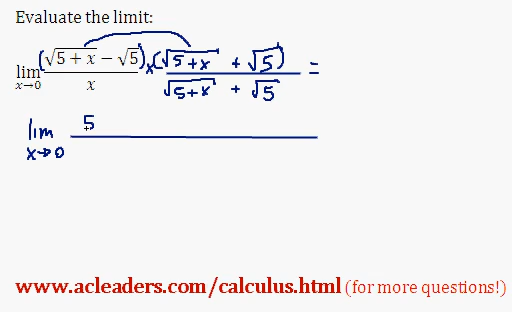 Evaluate the limit:
lim x→0 (√5 + x − √5)/x × (√5+x + √5)/(√5+x + √5) =
lim x→0 5
www.acleaders.com/calculus.html (for more questions!)